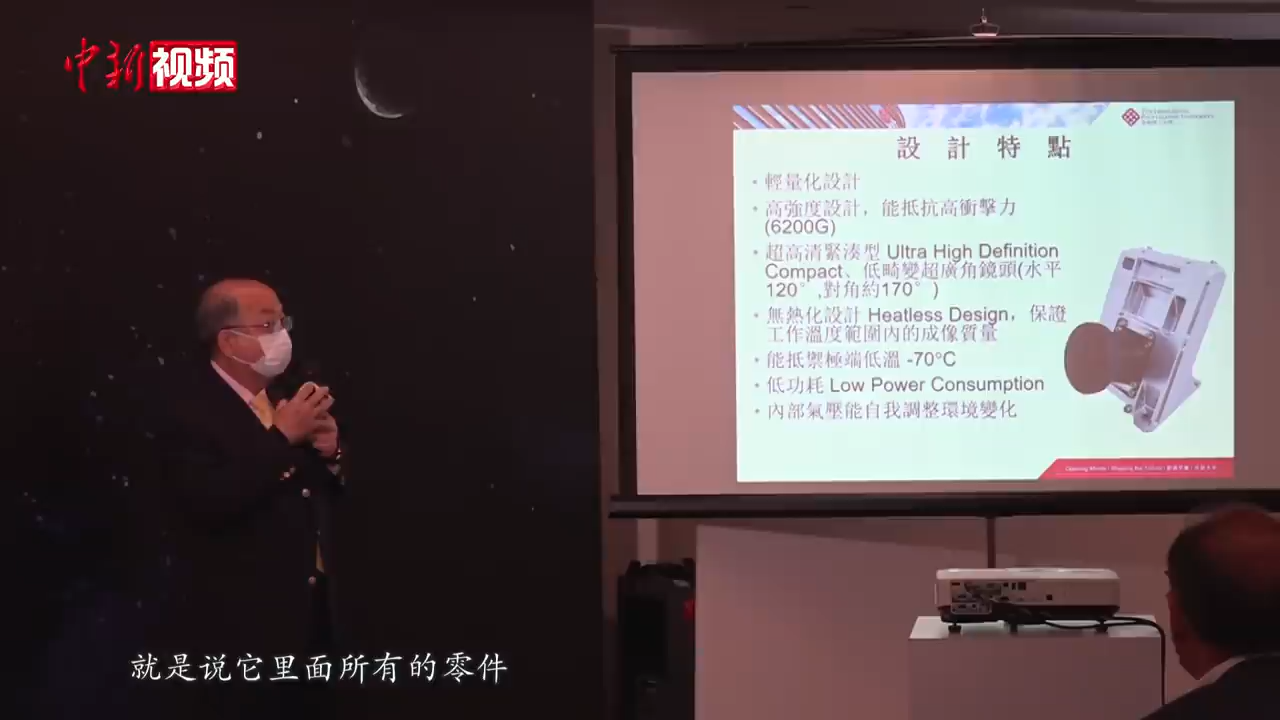 中新视频
設計特點
• 輕量化設計
• 高強度設計，能抵抗高衝擊力
(6200G)
• 超高清緊湊型 Ultra High Definition
Compact、低畸變超廣角鏡頭(水平
120°,對角約170°)
• 無熱化設計 Heatless Design，保證
工作溫度範圍內的成像質量
• 能抵禦極端低溫 -70°C
• 低功耗 Low Power Consumption
• 內部氣壓能自我調整環境變化
就是说它里面所有的零件